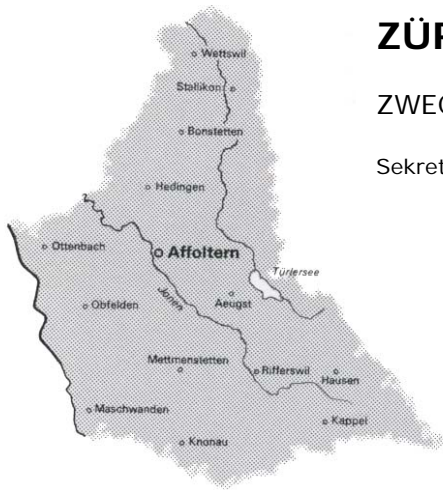 ZÜR
ZWEC
Sekret
Wettswil
Stallikon
Bonstetten
Hedingen
Ottenbach
Affoltern
Türlersee
Jonen
Aeugst
Obfelden
Mettmenstetten
Rifferswil
Hausen
Maschwanden
Kappel
Knonau